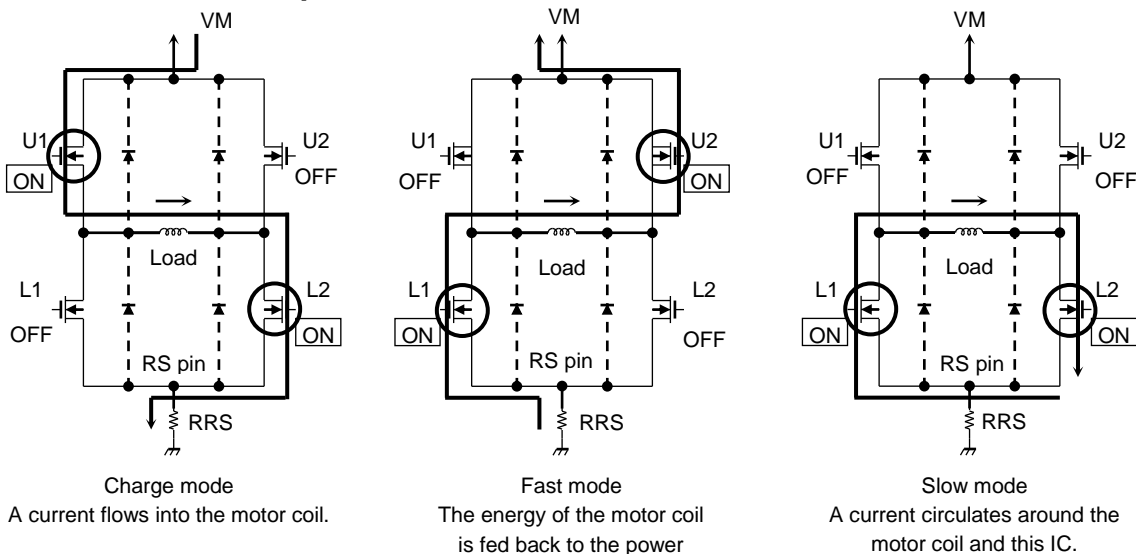 VM
U1
ON
U2
OFF
Load
L1
OFF
L2
ON
RS pin
RRS
Charge mode
A current flows into the motor coil.
VM
U1
OFF
U2
ON
Load
L1
ON
L2
OFF
RS pin
RRS
Fast mode
The energy of the motor coil
is fed back to the power
VM
U1
OFF
U2
OFF
Load
L1
ON
L2
ON
RS pin
RRS
Slow mode
A current circulates around the
motor coil and this IC.